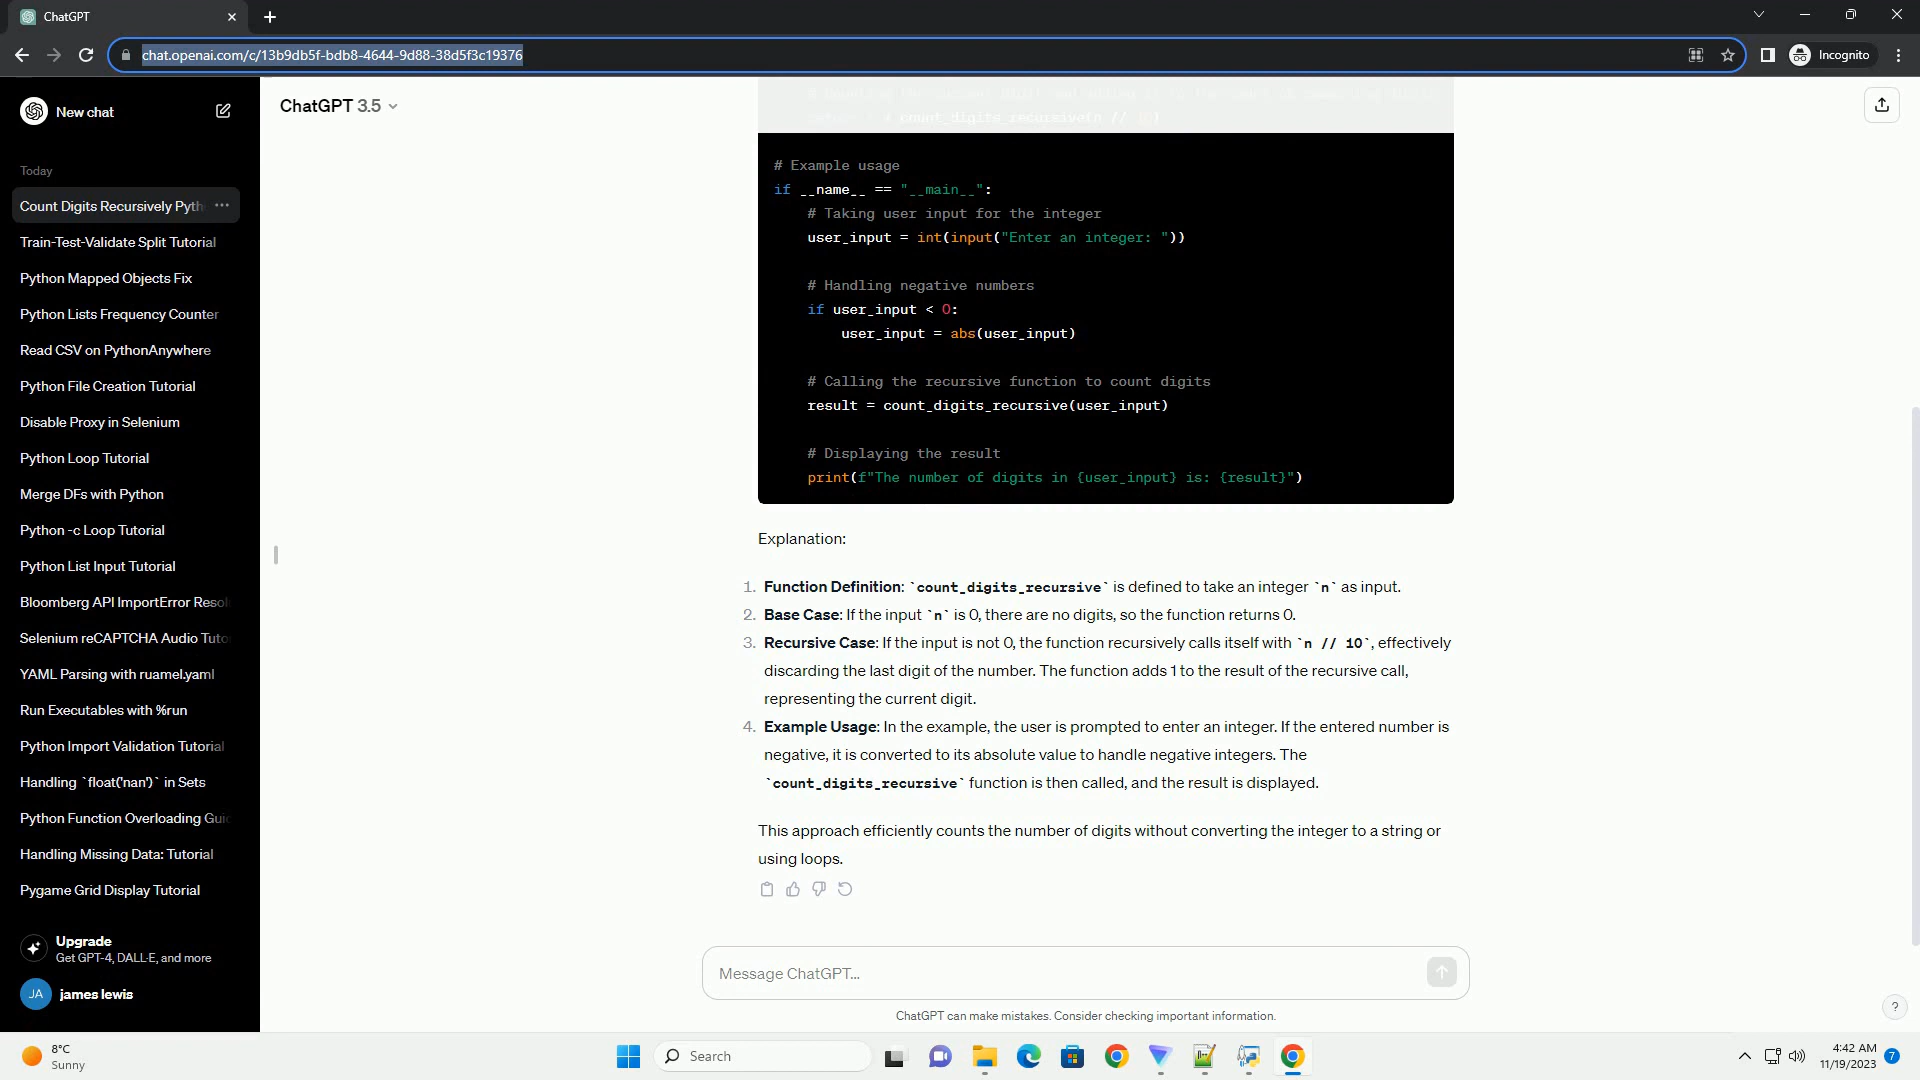 ChatGPT
chat.openai.com/c/13b9db5f-bdb8-4644-9d88-38d5f3c19376
Incognito
New chat
ChatGPT 3.5
count_digits_recursive(n //
Today
Count Digits Recursively Pyth
Train-Test-Validate Split Tutorial
Python Mapped Objects Fix
Python Lists Frequency Counter
Read CSV on PythonAnywhere
Python File Creation Tutorial
Disable Proxy in Selenium
Python Loop Tutorial
Merge DFs with Python
Python -c Loop Tutorial
Python List Input Tutorial
Bloomberg API ImportError Resol
Selenium reCAPTCHA Audio Tuto
YAML Parsing with ruamel.yaml
Run Executables with %run
Python Import Validation Tutorial
Handling `float('nan')` in Sets
Python Function Overloading Gui
Handling Missing Data: Tutorial
Pygame Grid Display Tutorial
Upgrade
Get GPT-4, DALL·E, and more
JA
james lewis
# Example usage
if __name__ == "__main__":
# Taking user input for the integer
user_input = int(input("Enter an integer: "))
# Handling negative numbers
if user_input < 0:
user_input = abs(user_input)
# Calling the recursive function to count digits
result = count_digits_recursive(user_input)
# Displaying the result
print(f"The number of digits in {user_input} is: {result}")
Explanation:
1. Function Definition: `count_digits_recursive` is defined to take an integer `n` as input.
2. Base Case: If the input `n` is 0, there are no digits, so the function returns 0.
3. Recursive Case: If the input is not 0, the function recursively calls itself with `n // 10`, effectively
discarding the last digit of the number. The function adds 1 to the result of the recursive call,
representing the current digit.
4. Example Usage: In the example, the user is prompted to enter an integer. If the entered number is
negative, it is converted to its absolute value to handle negative integers. The
`count_digits_recursive` function is then called, and the result is displayed.
This approach efficiently counts the number of digits without converting the integer to a string or
using loops.
Message ChatGPT...
ChatGPT can make mistakes. Consider checking important information.
?
8°C
Sunny
Search
4:42 AM
11/19/2023
7